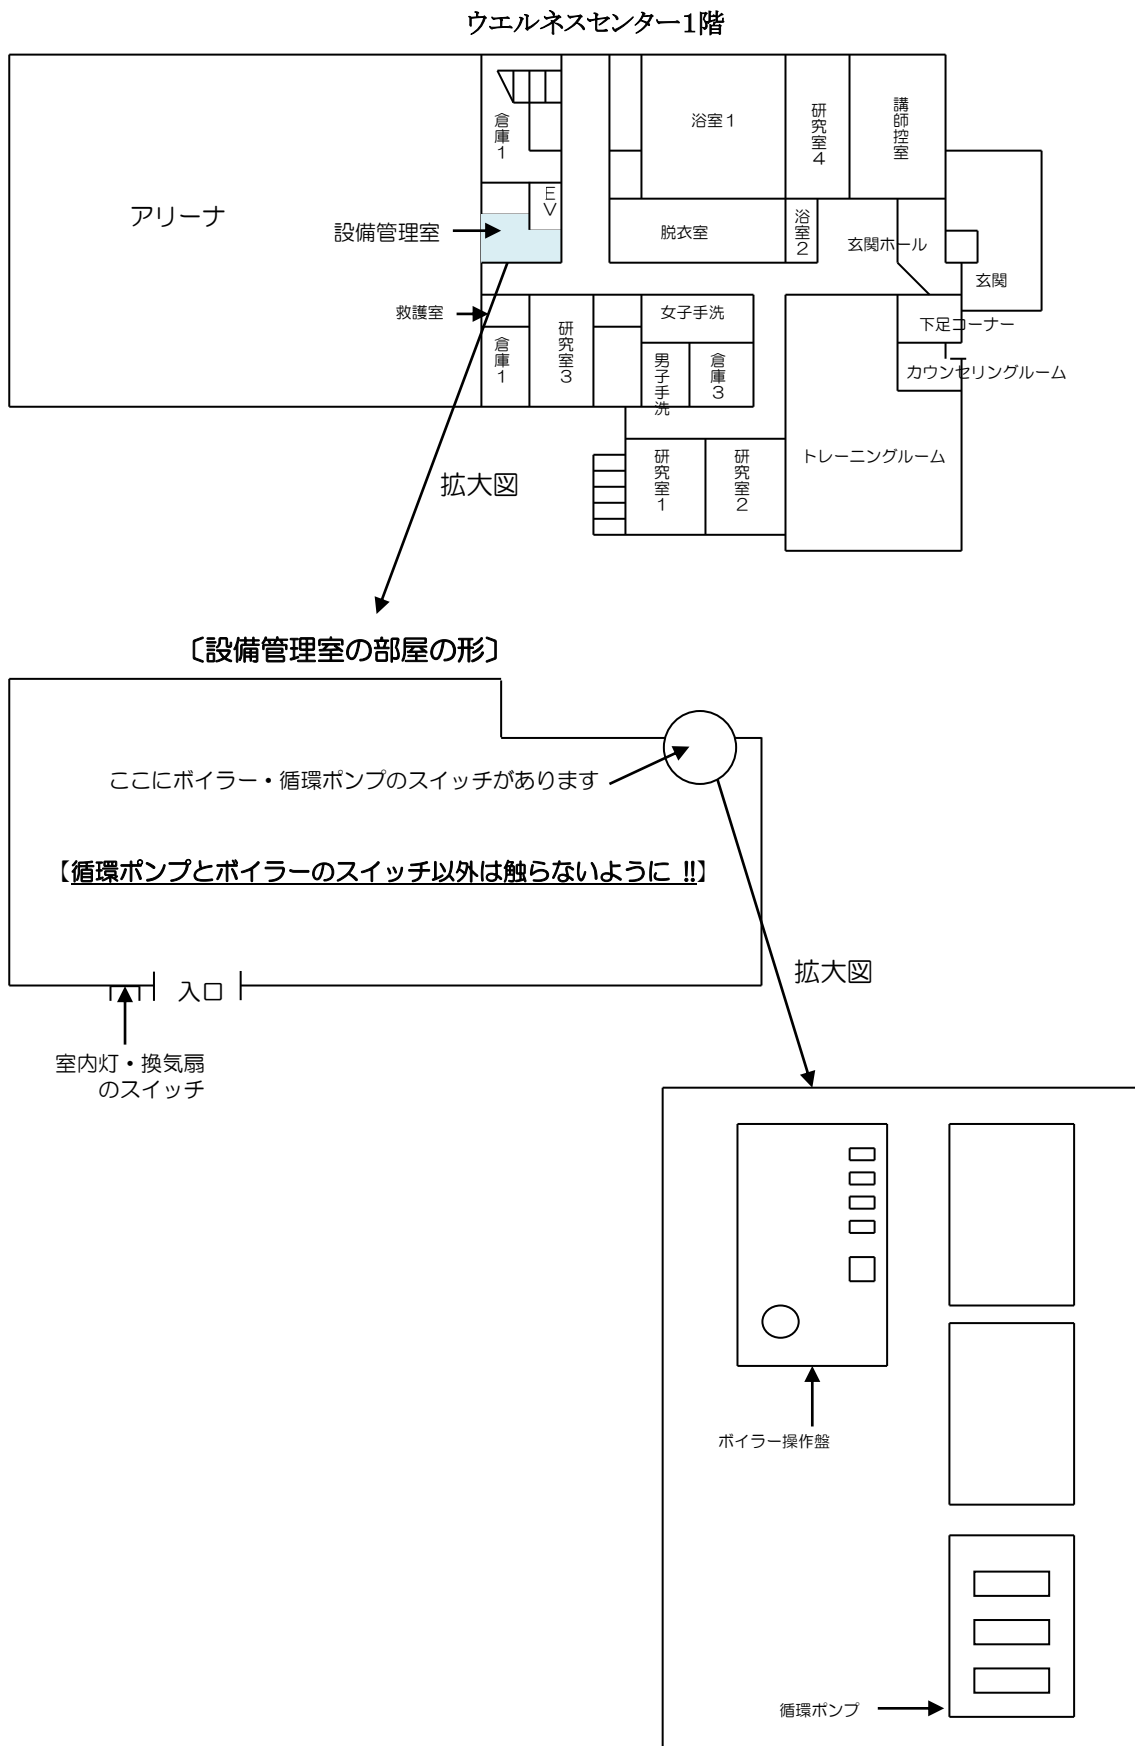 ウエルネスセンター１階
アリーナ
倉庫１
ＥＶ
設備管理室
救護室
倉庫１
研究室３
浴室１
研究室４
講師控室
脱衣室
浴室２
玄関ホール
玄関
女子手洗
男子手洗
倉庫３
下足コーナー
カウンセリングルーム
トレーニングルーム
研究室１
研究室２
拡大図
〔設備管理室の部屋の形〕
ここにボイラー・循環ポンプのスイッチがあります
【循環ポンプとボイラーのスイッチ以外は触らないように !!】
入口
室内灯・換気扇
のスイッチ
拡大図
ボイラー操作盤
循環ポンプ